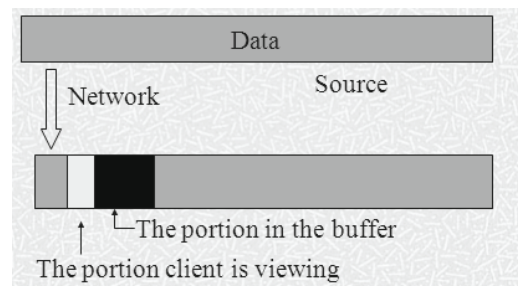 Data
Source
Network
The portion in the buffer
The portion client is viewing